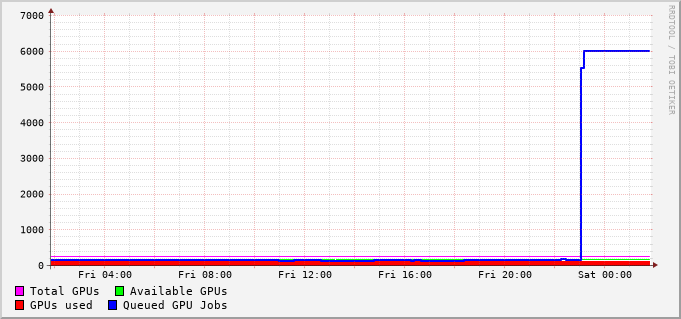 7000
6000
5000
4000
3000
2000
1000
0
Fri 04:00 Fri 08:00 Fri 12:00 Fri 16:00 Fri 20:00 Sat 00:00
Total GPUs Available GPUs
GPUs used Queued GPU Jobs
RRDTOOL / TOBI OETIKER